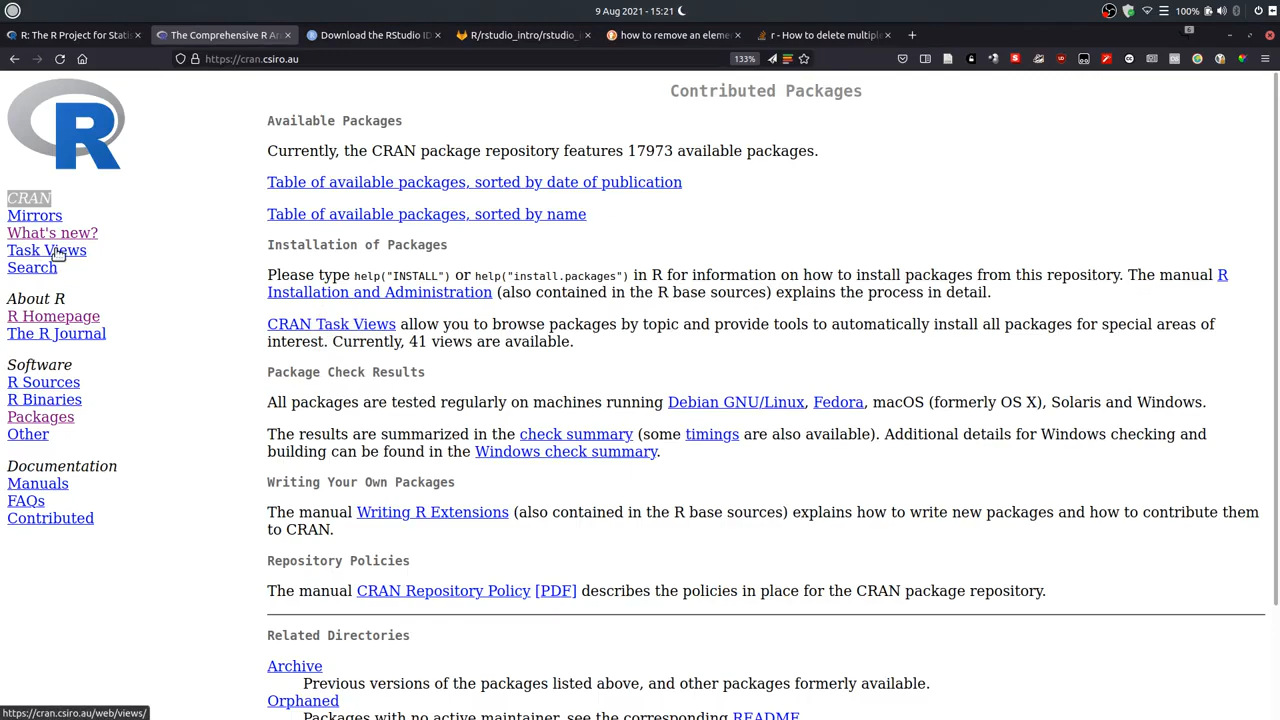 9 Aug 2021 - 15:21
100%
R: The R Project for Stati
The Comprehensive R Ar
Download the RStudio ID
R/rstudio_intro/rstudio_
how to remove an eleme
r - How to delete multipl
https://cran.csiro.au
133%
R
CRAN
Mirrors
What's new?
Task Views
Search
About R
R Homepage
The R Journal
Software
R Sources
R Binaries
Packages
Other
Documentation
Manuals
FAQs
Contributed
Contributed Packages
Available Packages
Currently, the CRAN package repository features 17973 available packages.
Table of available packages, sorted by date of publication
Table of available packages, sorted by name
Installation of Packages
Please type help("INSTALL") or help("install.packages") in R for information on how to install packages from this repository. The manual R
Installation and Administration (also contained in the R base sources) explains the process in detail.
CRAN Task Views allow you to browse packages by topic and provide tools to automatically install all packages for special areas of
interest. Currently, 41 views are available.
Package Check Results
All packages are tested regularly on machines running Debian GNU/Linux, Fedora, macOS (formerly OS X), Solaris and Windows.
The results are summarized in the check summary (some timings are also available). Additional details for Windows checking and
building can be found in the Windows check summary.
Writing Your Own Packages
The manual Writing R Extensions (also contained in the R base sources) explains how to write new packages and how to contribute them
to CRAN.
Repository Policies
The manual CRAN Repository Policy [PDF] describes the policies in place for the CRAN package repository.
Related Directories
Archive
Previous versions of the packages listed above, and other packages formerly available.
Orphaned
Packages with no active maintainer, see the corresponding README.
https://cran.csiro.au/web/views/